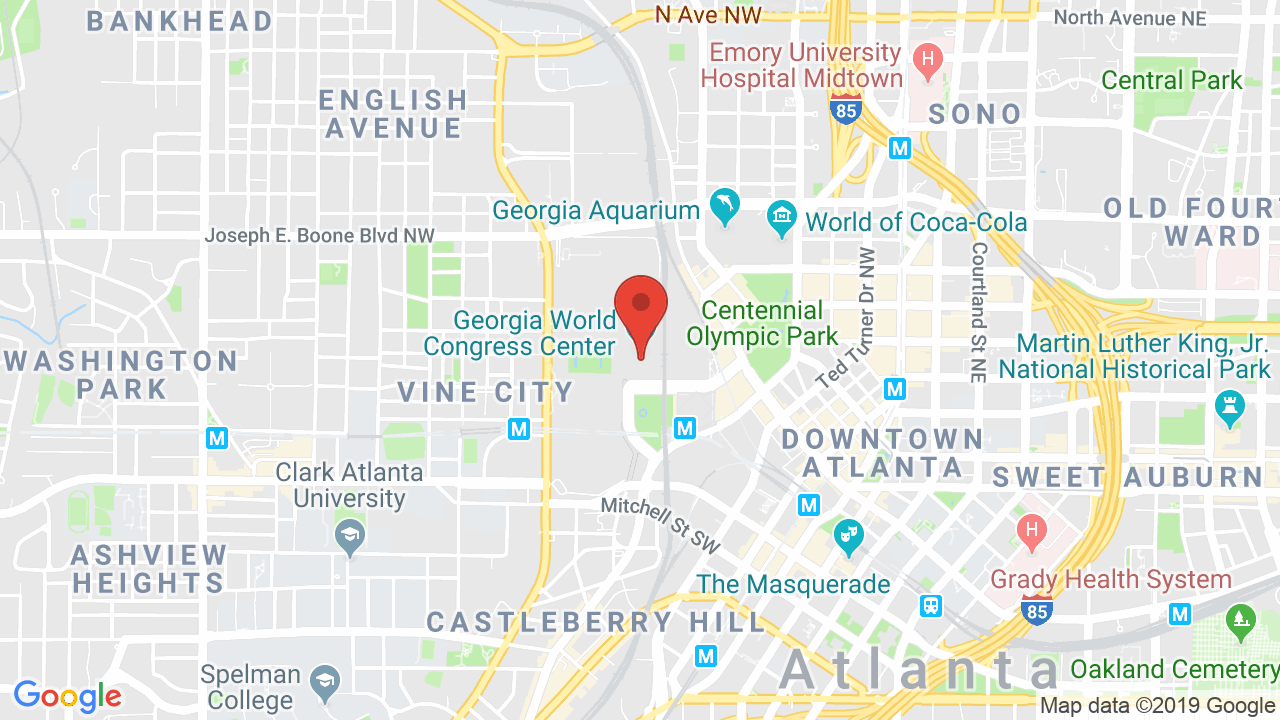 BANKHEAD
N Ave NW
North Avenue NE
Emory University
Hospital Midtown
H
Central Park
ENGLISH
AVENUE
85
SONO
M
Georgia Aquarium
World of Coca-Cola
OLD FOURT
WARD
Joseph E. Boone Blvd NW
Ted Turner Dr NW
Courtland St NE
Georgia World
Congress Center
Centennial
Olympic Park
Martin Luther King, Jr.
National Historical Park
WASHINGTON
PARK
VINE CITY
M
M
M
M
DOWNTOWN
ATLANTA
SWEET AUBURN
Clark Atlanta
University
Mitchell St SW
M
H
ASHVIEW
HEIGHTS
The Masquerade
Grady Health System
85
M
CASTLEBERRY HILL
M
Atlanta
Spelman
College
Oakland Cemetery
Google
Map data ©2019 Google